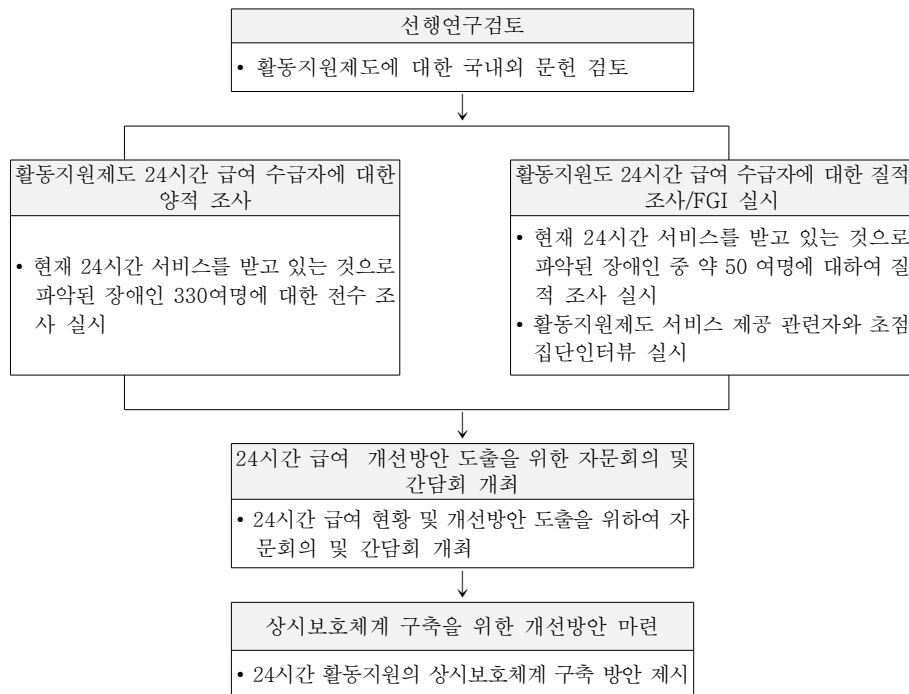 선행연구검토
• 활동지원제도에 대한 국내외 문헌 검토
활동지원제도 24시간 급여 수급자에 대한
양적 조사
• 현재 24시간 서비스를 받고 있는 것으로
파악된 장애인 330여명에 대한 전수 조
사 실시
활동지원도 24시간 급여 수급자에 대한 질적
조사/FGI 실시
• 현재 24시간 서비스를 받고 있는 것으로
파악된 장애인 중 약 50 여명에 대하여 질
적 조사 실시
• 활동지원제도 서비스 제공 관련자와 초점
집단인터뷰 실시
24시간 급여 개선방안 도출을 위한 자문회의 및
간담회 개최
• 24시간 급여 현황 및 개선방안 도출을 위하여 자
문회의 및 간담회 개최
상시보호체계 구축을 위한 개선방안 마련
• 24시간 활동지원의 상시보호체계 구축 방안 제시